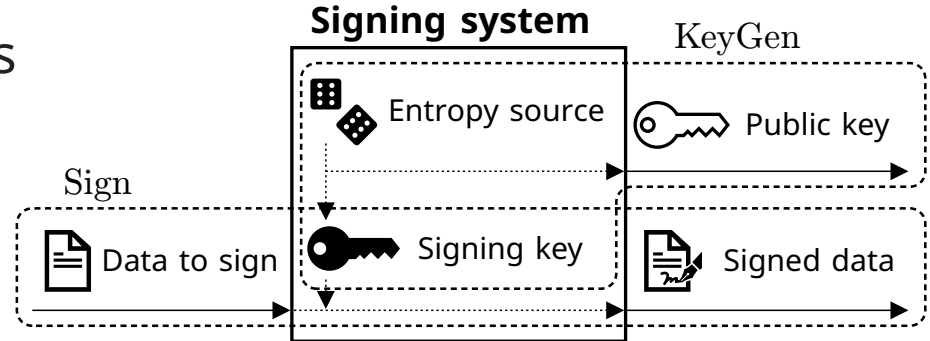 Signing system
KeyGen
s
Entropy source
Public key
Sign
Data to sign
Signing key
Signed data